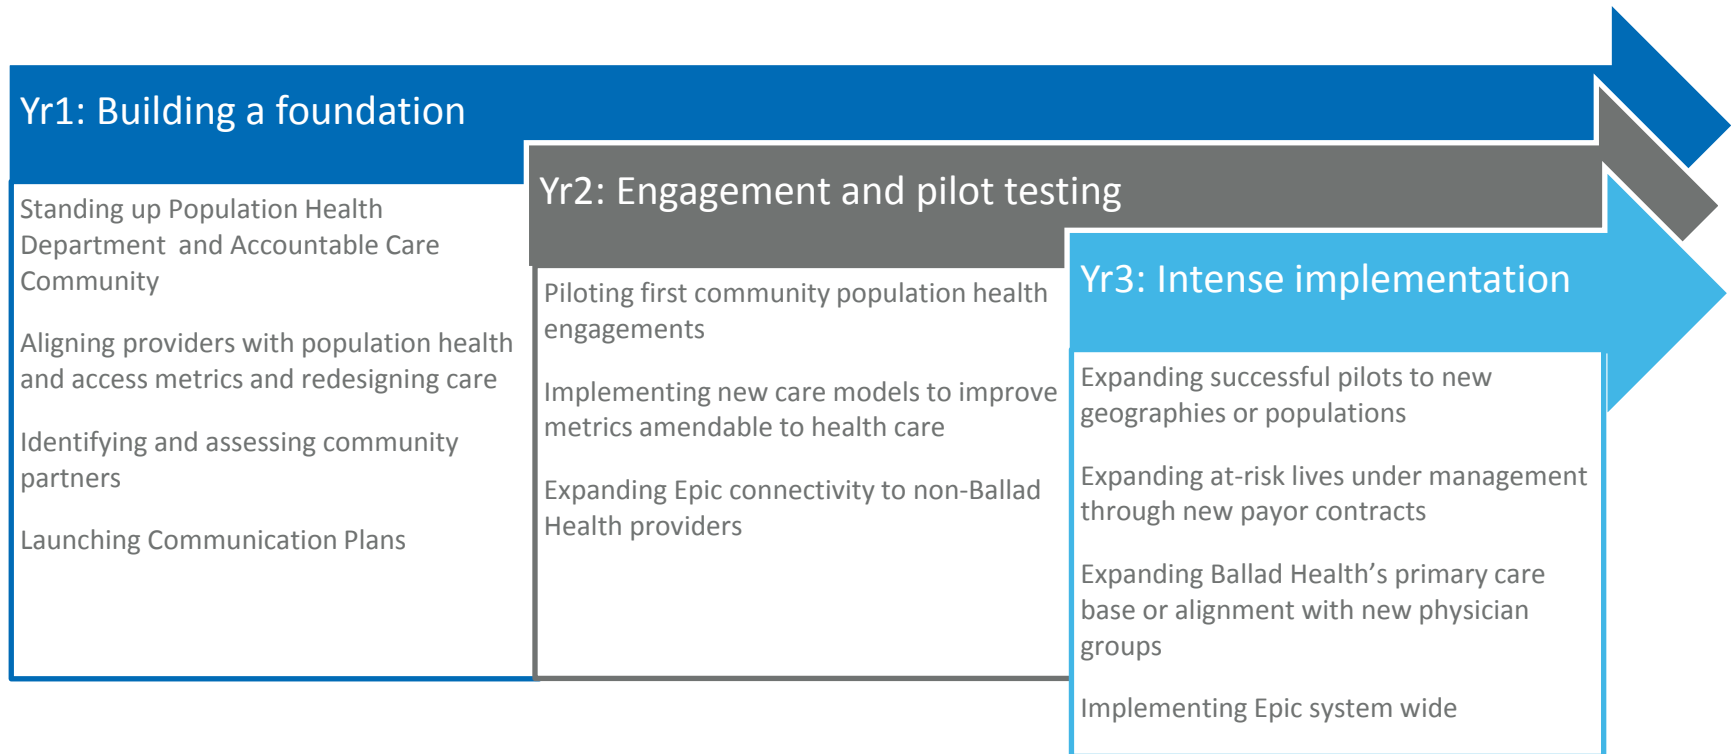 Yr1: Building a foundation
Standing up Population Health
Department and Accountable Care
Community
Aligning providers with population health
and access metrics and redesigning care
Identifying and assessing community
partners
Launching Communication Plans
Yr2: Engagement and pilot testing
Piloting first community population health
engagements
Implementing new care models to improve
metrics amendable to health care
Expanding Epic connectivity to non-Ballad
Health providers
Yr3: Intense implementation
Expanding successful pilots to new
geographies or populations
Expanding at-risk lives under management
through new payor contracts
Expanding Ballad Health’s primary care
base or alignment with new physician
groups
Implementing Epic system wide